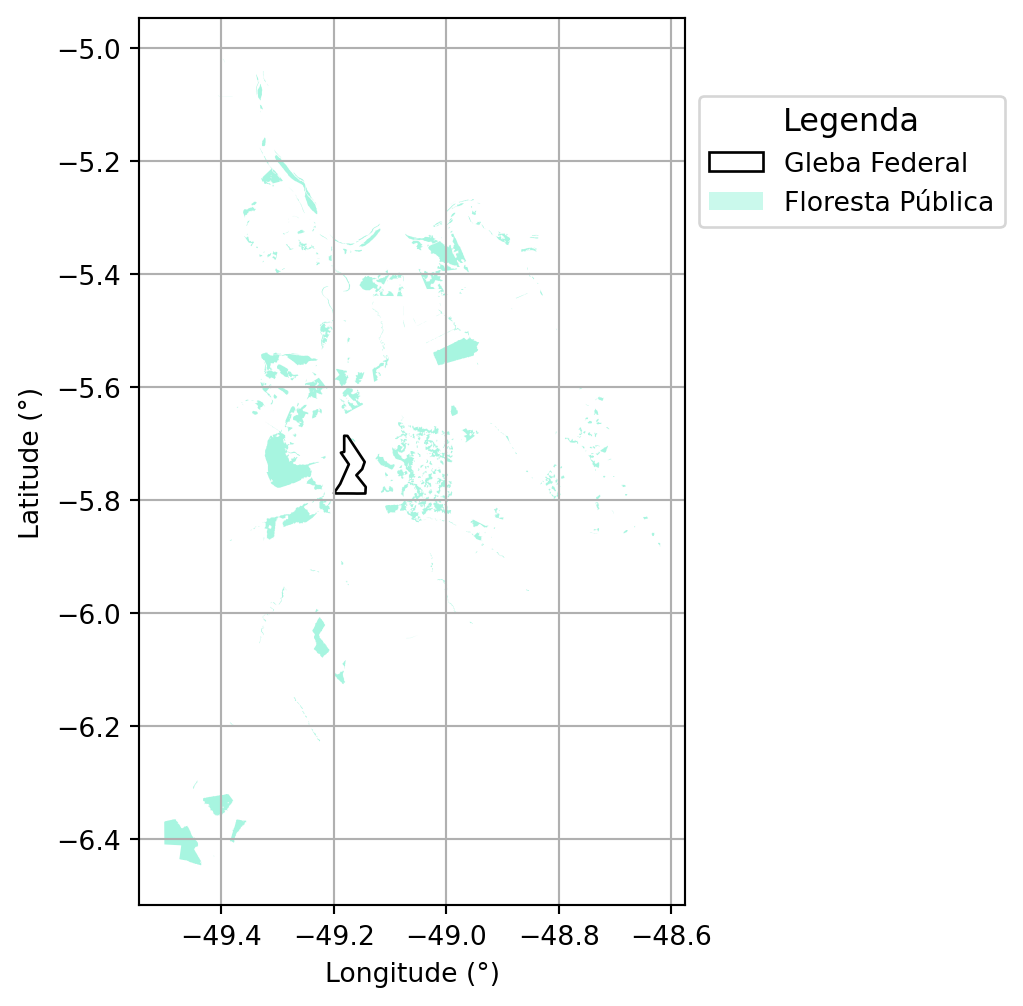 −5.0
−5.2
−5.4
−5.6
−5.8
−6.0
−6.2
−6.4
Latitude (°)
−49.4 −49.2 −49.0 −48.8 −48.6
Longitude (°)
Legenda
Gleba Federal
Floresta Pública